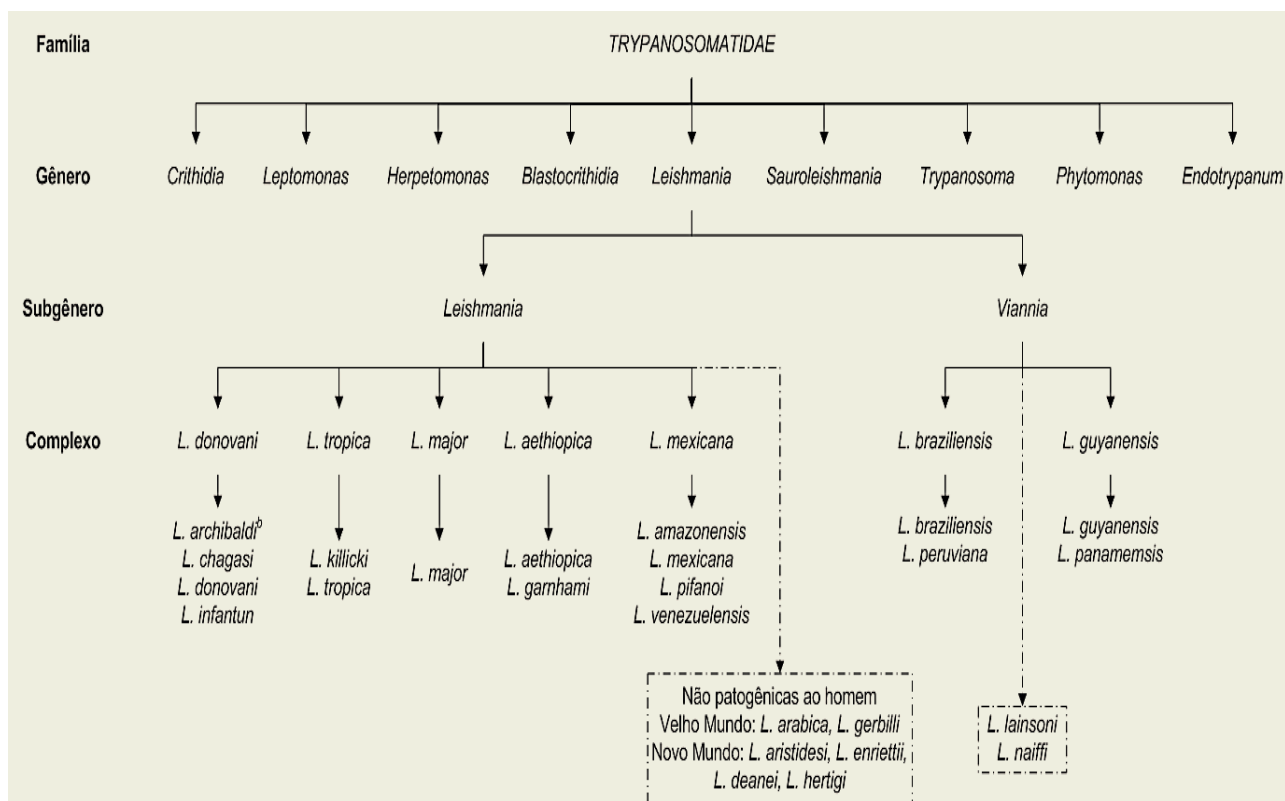 Família TRYPANOSOMATIDAE
Gênero Crithidia Leptomonas Herpetomonas Blastocrithidia Leishmania Sauroleishmania Trypanosoma Phytomonas Endotrypanum
Subgênero Leishmania Viannia
Complexo L. donovani L. tropica L. major L. aethiopica L. mexicana L. braziliensis L. guyanensis
L. archibaldiᵇ
L. chagasi
L. donovani
L. infantun
L. killicki
L. tropica
L. major
L. aethiopica
L. garnhami
L. amazonensis
L. mexicana
L. pifanoi
L. venezuelensis
L. braziliensis
L. peruviana
L. guyanensis
L. panamemsis
Não patogênicas ao homem
Velho Mundo: L. arabica, L. gerbilli
Novo Mundo: L. aristidesi, L. enriettii,
L. deanei, L. hertigi
L. lainsoni
L. naiffi